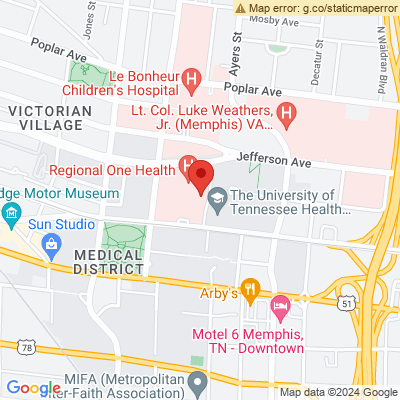 Map error: g.co/staticmaperror
Mosby Ave
Jones St
Poplar Ave
Ayers St
Decatur St
N Waldran Blvd
Le Bonheur
Children's Hospital
Poplar Ave
VICTORIAN
VILLAGE
Lt. Col. Luke Weathers,
Jr. (Memphis) VA...
Jefferson Ave
Regional One Health
dge Motor Museum
The University of
Tennessee Health...
Sun Studio
MEDICAL
DISTRICT
Arby's
51
Motel 6 Memphis,
TN - Downtown
78
MIFA (Metropolitan
ter-Faith Association)
Google
Map data ©2024 Google